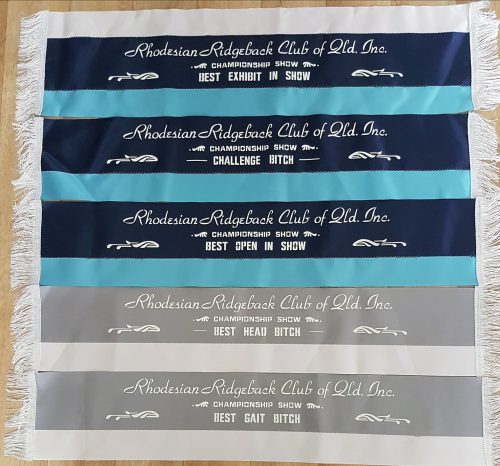 Rhodesian Ridgeback Club of Qld. Inc.
CHAMPIONSHIP SHOW
BEST EXHIBIT IN SHOW
Rhodesian Ridgeback Club of Qld. Inc.
CHAMPIONSHIP SHOW
CHALLENGE BITCH
Rhodesian Ridgeback Club of Qld. Inc.
CHAMPIONSHIP SHOW
BEST OPEN IN SHOW
Rhodesian Ridgeback Club of Qld. Inc.
CHAMPIONSHIP SHOW
BEST HEAD BITCH
Rhodesian Ridgeback Club of Qld. Inc.
CHAMPIONSHIP SHOW
BEST GAIT BITCH